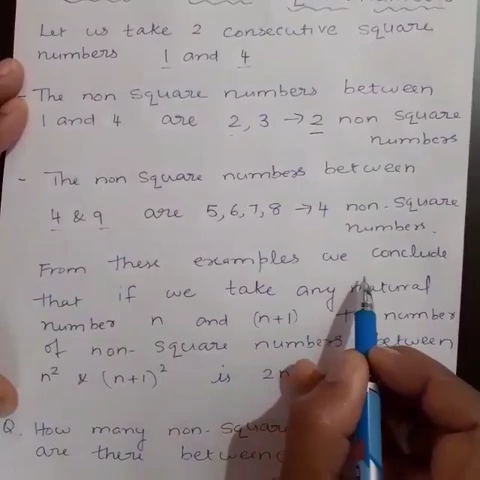 Let us take 2 consecutive square
numbers 1 and 4
- The non square numbers between
1 and 4 are 2, 3 → 2 non square
numbers
- The non square numbers between
4 & 9 are 5,6,7,8 → 4 non-square
numbers.
From these examples we conclude
that if we take any natural
number n and (n+1) number
of non-square numbers between
n² & (n+1)² is 2n
Q. How many non-square
are there between